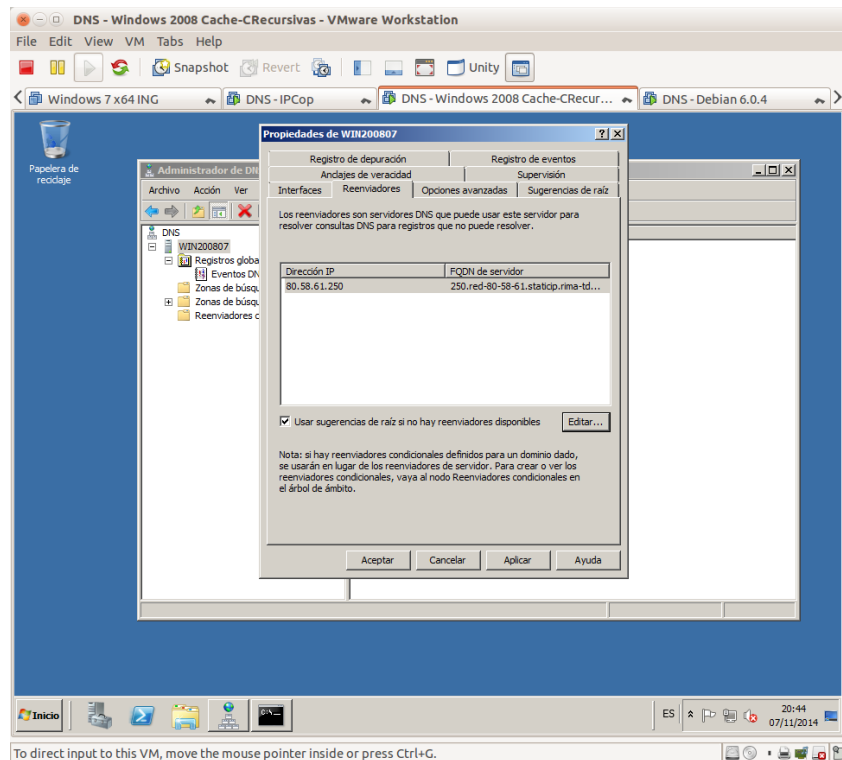 DNS - Windows 2008 Cache-CRecursivas - VMware Workstation
File Edit View VM Tabs Help
Snapshot Revert Unity
Windows 7 x64 ING DNS - IPCop DNS - Windows 2008 Cache-CRecur... DNS - Debian 6.0.4
Papelera de
reciclaje
Administrador de DN
Archivo Acción Ver
DNS
WIN200807
Registros globa
Eventos DN
Zonas de búsqu
Zonas de búsqu
Reenviadores c
Propiedades de WIN200807
Registro de depuración Registro de eventos
Anclajes de veracidad Supervisión
Interfaces Reenviadores Opciones avanzadas Sugerencias de raíz
Los reenviadores son servidores DNS que puede usar este servidor para
resolver consultas DNS para registros que no puede resolver.
Dirección IP FQDN de servidor
80.58.61.250 250.red-80-58-61.staticip.rima-td...
Usar sugerencias de raíz si no hay reenviadores disponibles Editar...
Nota: si hay reenviadores condicionales definidos para un dominio dado,
se usarán en lugar de los reenviadores de servidor. Para crear o ver los
reenviadores condicionales, vaya al nodo Reenviadores condicionales en
el árbol de ámbito.
Aceptar Cancelar Aplicar Ayuda
Inicio ES 20:44
07/11/2014
To direct input to this VM, move the mouse pointer inside or press Ctrl+G.